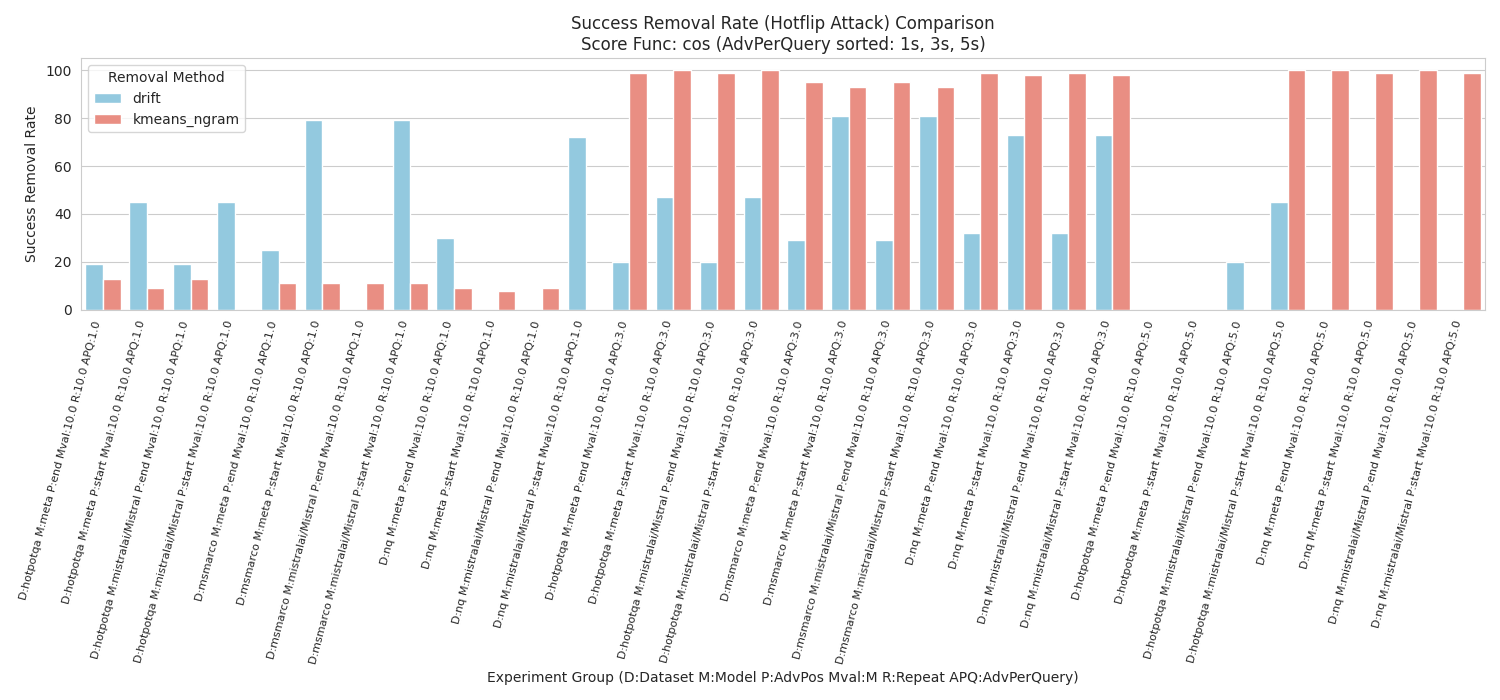 Success Removal Rate (Hotflip Attack) Comparison
Score Func: cos (AdvPerQuery sorted: 1s, 3s, 5s)
Success Removal Rate
100
80
60
40
20
0
Removal Method
drift
kmeans_ngram
D:hotpotqa M:meta P:end Mval:10.0 R:10.0 APQ:1.0
D:hotpotqa M:meta P:start Mval:10.0 R:10.0 APQ:1.0
D:hotpotqa M:mistralai/Mistral P:end Mval:10.0 R:10.0 APQ:1.0
D:hotpotqa M:mistralai/Mistral P:start Mval:10.0 R:10.0 APQ:1.0
D:msmarco M:meta P:end Mval:10.0 R:10.0 APQ:1.0
D:msmarco M:meta P:start Mval:10.0 R:10.0 APQ:1.0
D:msmarco M:mistralai/Mistral P:end Mval:10.0 R:10.0 APQ:1.0
D:msmarco M:mistralai/Mistral P:start Mval:10.0 R:10.0 APQ:1.0
D:nq M:meta P:end Mval:10.0 R:10.0 APQ:1.0
D:nq M:meta P:start Mval:10.0 R:10.0 APQ:1.0
D:nq M:mistralai/Mistral P:end Mval:10.0 R:10.0 APQ:1.0
D:nq M:mistralai/Mistral P:start Mval:10.0 R:10.0 APQ:1.0
D:hotpotqa M:meta P:end Mval:10.0 R:10.0 APQ:3.0
D:hotpotqa M:meta P:start Mval:10.0 R:10.0 APQ:3.0
D:hotpotqa M:mistralai/Mistral P:end Mval:10.0 R:10.0 APQ:3.0
D:hotpotqa M:mistralai/Mistral P:start Mval:10.0 R:10.0 APQ:3.0
D:msmarco M:meta P:end Mval:10.0 R:10.0 APQ:3.0
D:msmarco M:meta P:start Mval:10.0 R:10.0 APQ:3.0
D:msmarco M:mistralai/Mistral P:end Mval:10.0 R:10.0 APQ:3.0
D:msmarco M:mistralai/Mistral P:start Mval:10.0 R:10.0 APQ:3.0
D:nq M:meta P:end Mval:10.0 R:10.0 APQ:3.0
D:nq M:meta P:start Mval:10.0 R:10.0 APQ:3.0
D:nq M:mistralai/Mistral P:end Mval:10.0 R:10.0 APQ:3.0
D:nq M:mistralai/Mistral P:start Mval:10.0 R:10.0 APQ:3.0
D:hotpotqa M:meta P:end Mval:10.0 R:10.0 APQ:5.0
D:hotpotqa M:meta P:start Mval:10.0 R:10.0 APQ:5.0
D:hotpotqa M:mistralai/Mistral P:end Mval:10.0 R:10.0 APQ:5.0
D:hotpotqa M:mistralai/Mistral P:start Mval:10.0 R:10.0 APQ:5.0
D:nq M:meta P:end Mval:10.0 R:10.0 APQ:5.0
D:nq M:meta P:start Mval:10.0 R:10.0 APQ:5.0
D:nq M:mistralai/Mistral P:end Mval:10.0 R:10.0 APQ:5.0
D:nq M:mistralai/Mistral P:start Mval:10.0 R:10.0 APQ:5.0
Experiment Group (D:Dataset M:Model P:AdvPos Mval:M R:Repeat APQ:AdvPerQuery)